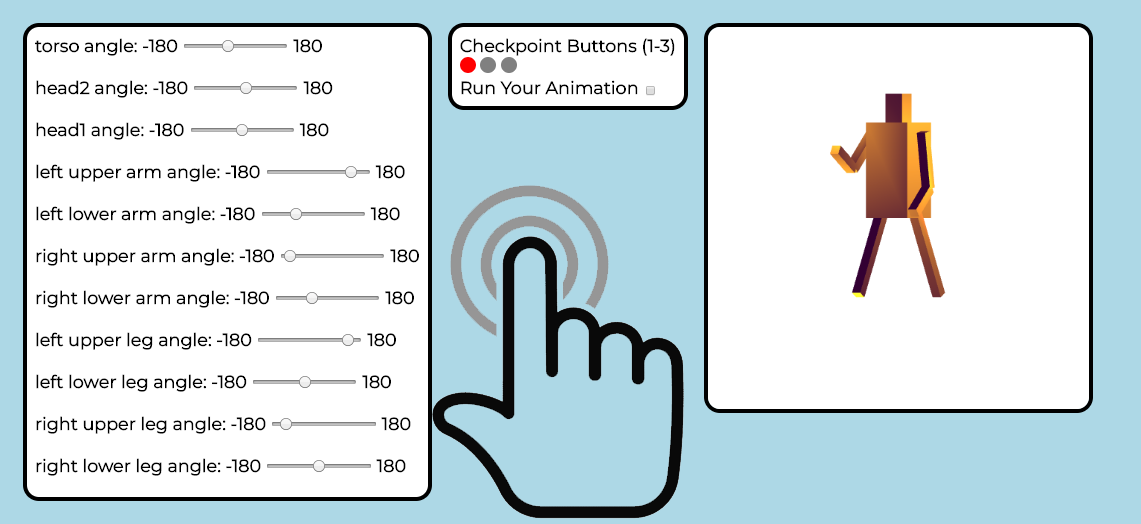 torso angle: -180 180
head2 angle: -180 180
head1 angle: -180 180
left upper arm angle: -180 180
left lower arm angle: -180 180
right upper arm angle: -180 180
right lower arm angle: -180 180
left upper leg angle: -180 180
left lower leg angle: -180 180
right upper leg angle: -180 180
right lower leg angle: -180 180
Checkpoint Buttons (1-3)
Run Your Animation